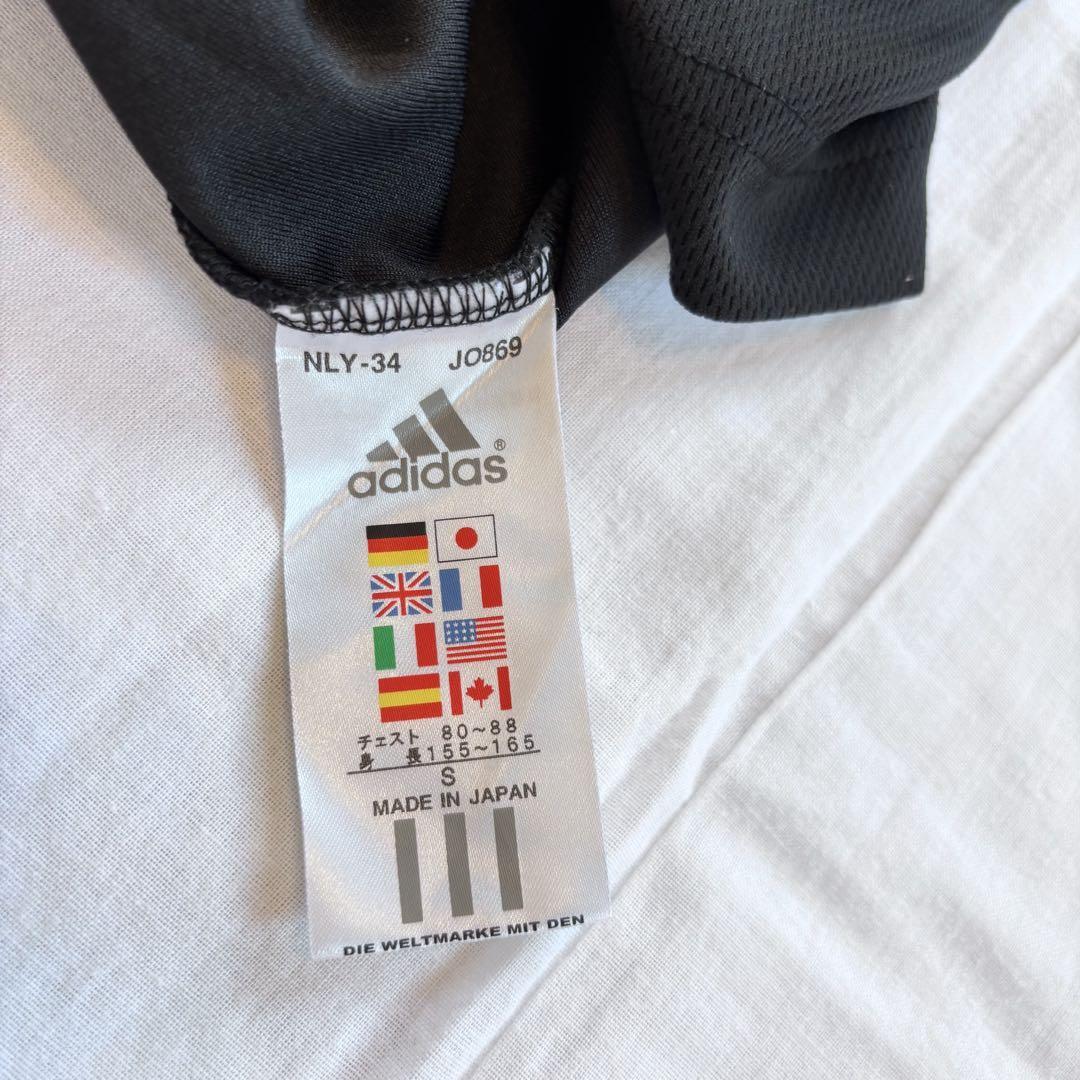 NLY-34 JO869
adidas®
チェスト 80~88
身 長155~165
S
MADE IN JAPAN
DIE WELTMARKE MIT DEN